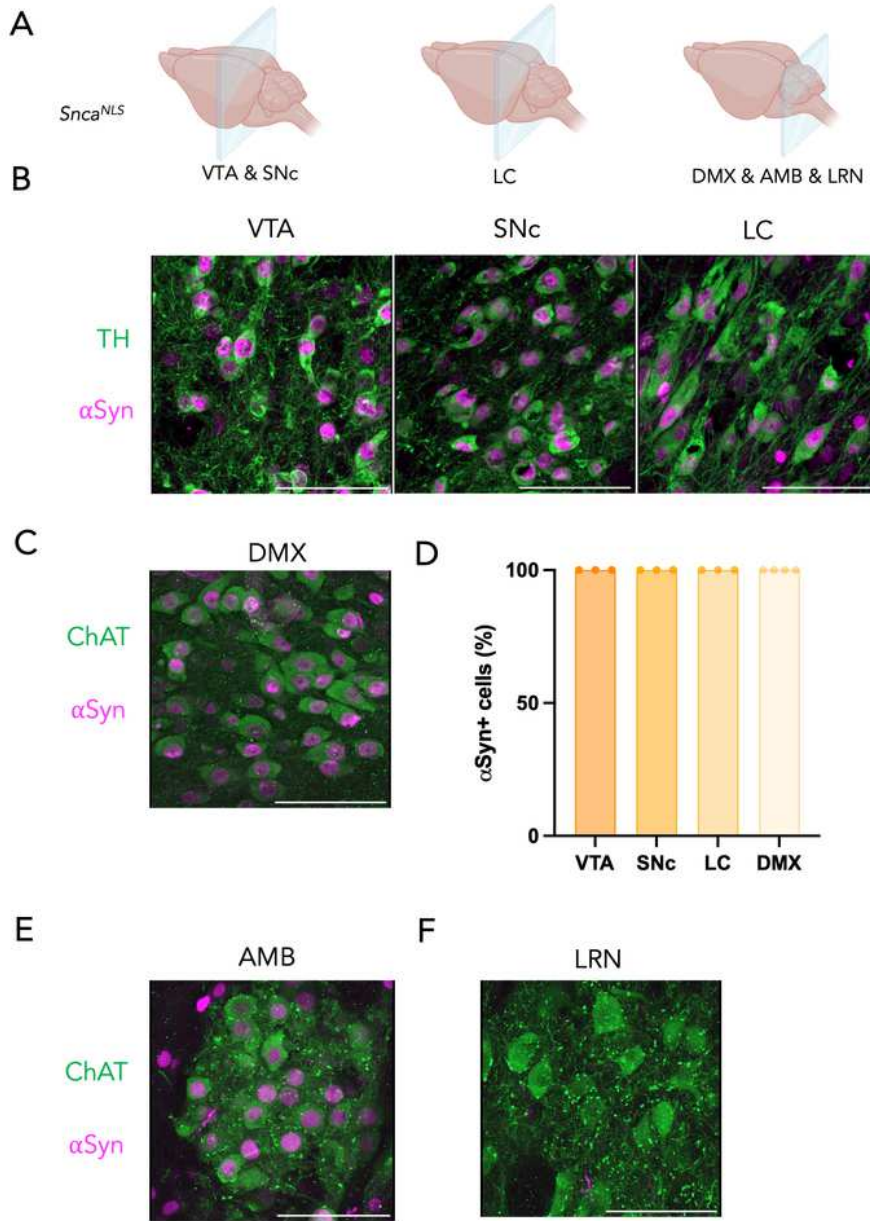 A
Snca^NLS
VTA & SNc
LC
DMX & AMB & LRN
B
VTA
SNc
LC
TH
αSyn
C
DMX
ChAT
αSyn
D
αSyn+ cells (%)
100
50
0
VTA
SNc
LC
DMX
E
AMB
ChAT
αSyn
F
LRN